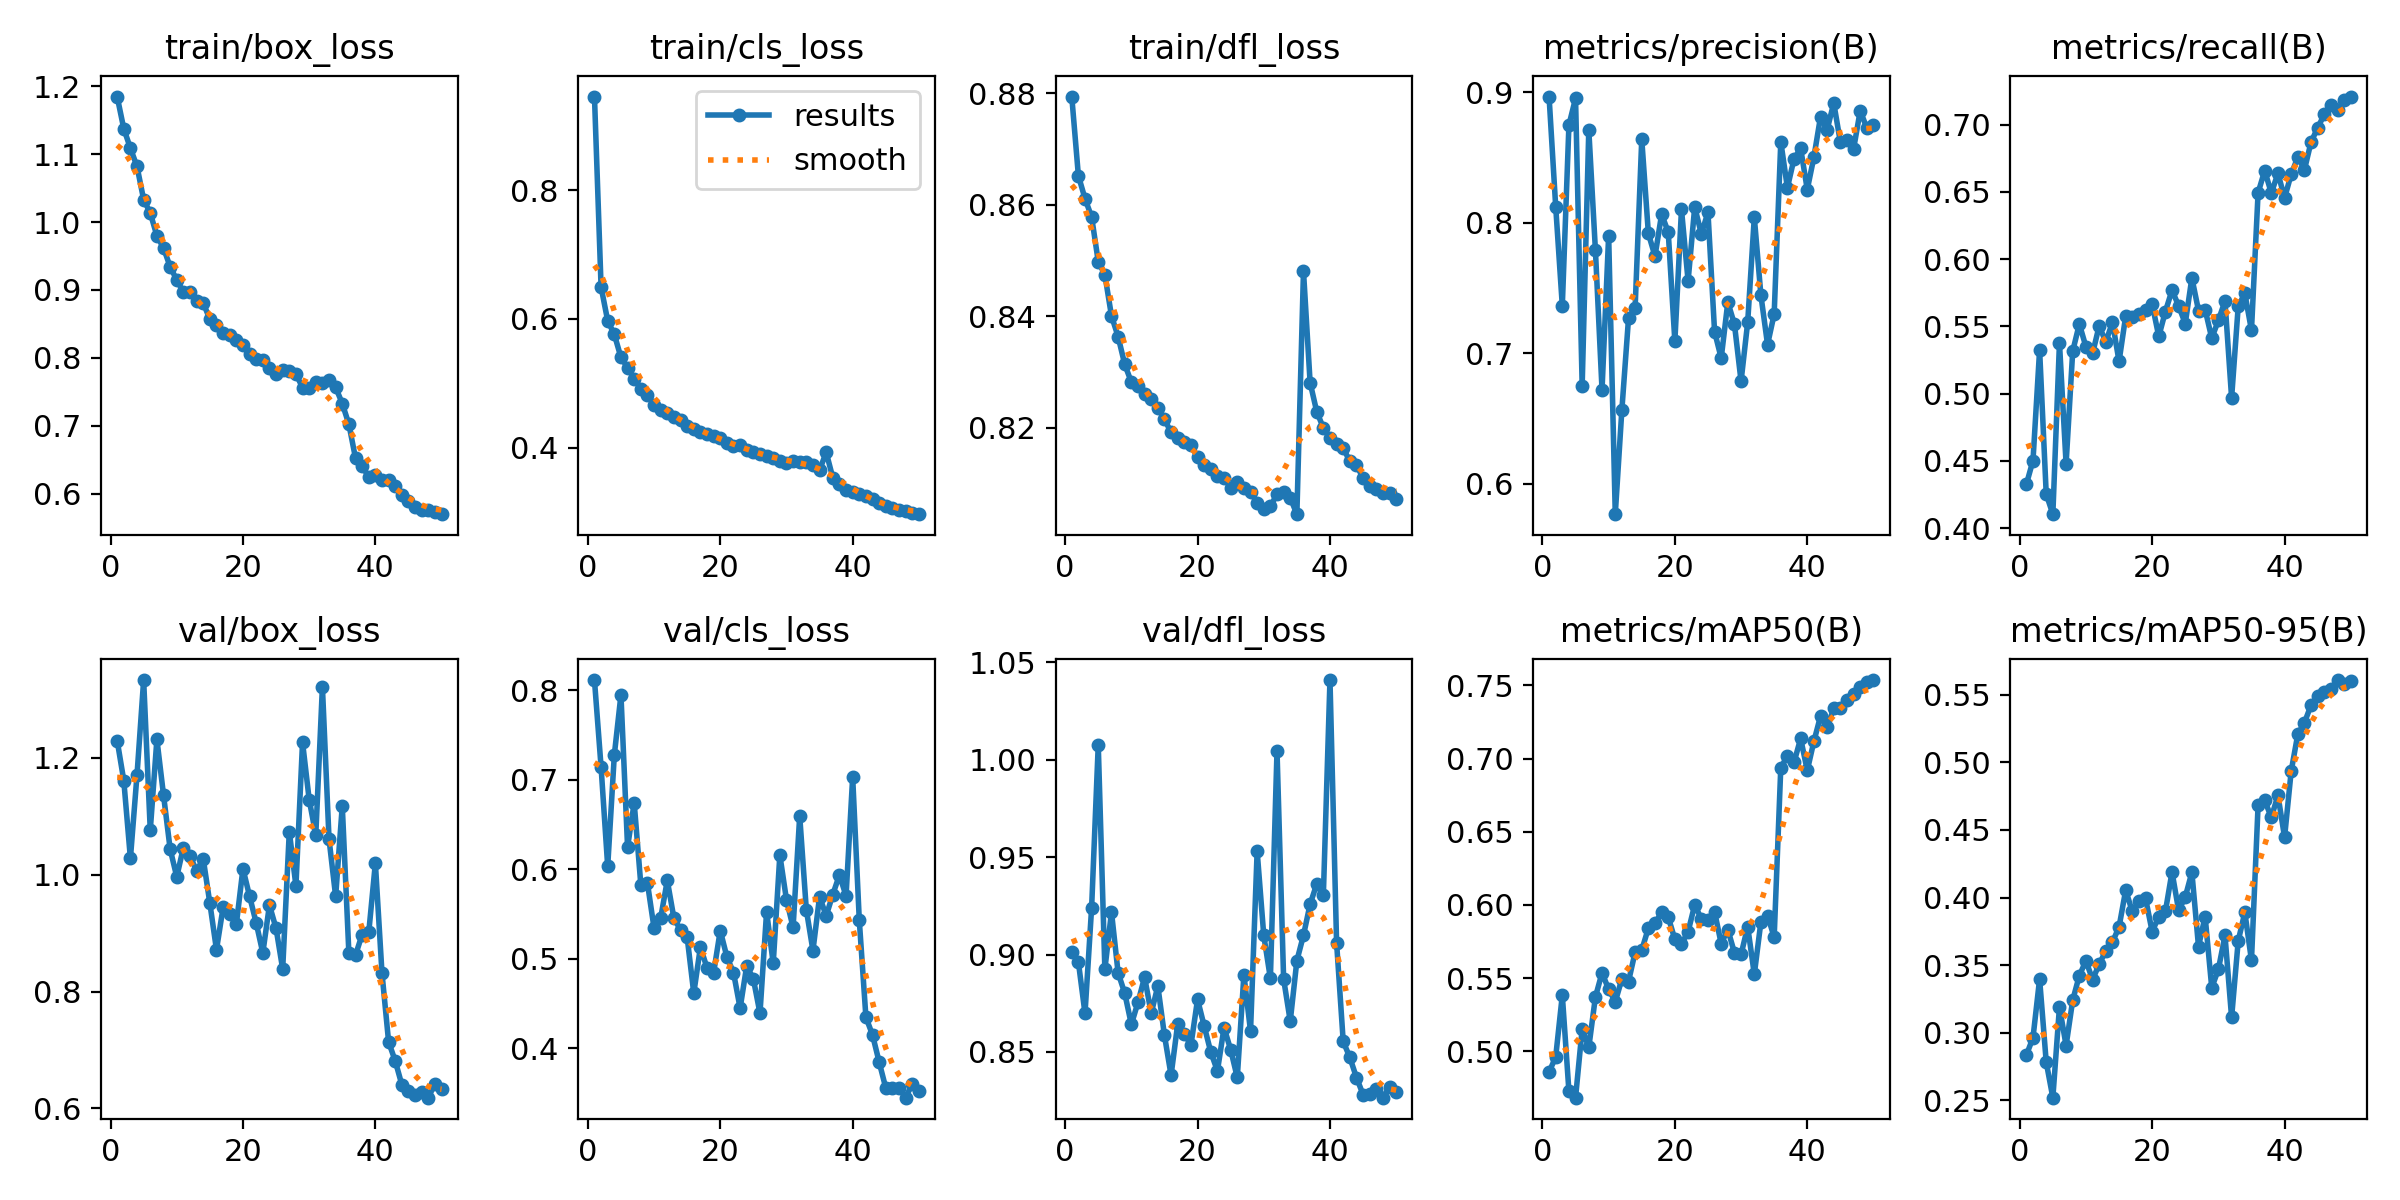 train/box_loss
train/cls_loss
train/dfl_loss
metrics/precision(B)
metrics/recall(B)
1.2
1.1
1.0
0.9
0.8
0.7
0.6
0 20 40
results
smooth
0.8
0.6
0.4
0 20 40
0.88
0.86
0.84
0.82
0 20 40
0.9
0.8
0.7
0.6
0 20 40
0.70
0.65
0.60
0.55
0.50
0.45
0.40
0 20 40
val/box_loss
val/cls_loss
val/dfl_loss
metrics/mAP50(B)
metrics/mAP50-95(B)
1.2
1.0
0.8
0.6
0 20 40
0.8
0.7
0.6
0.5
0.4
0 20 40
1.05
1.00
0.95
0.90
0.85
0 20 40
0.75
0.70
0.65
0.60
0.55
0.50
0 20 40
0.55
0.50
0.45
0.40
0.35
0.30
0.25
0 20 40